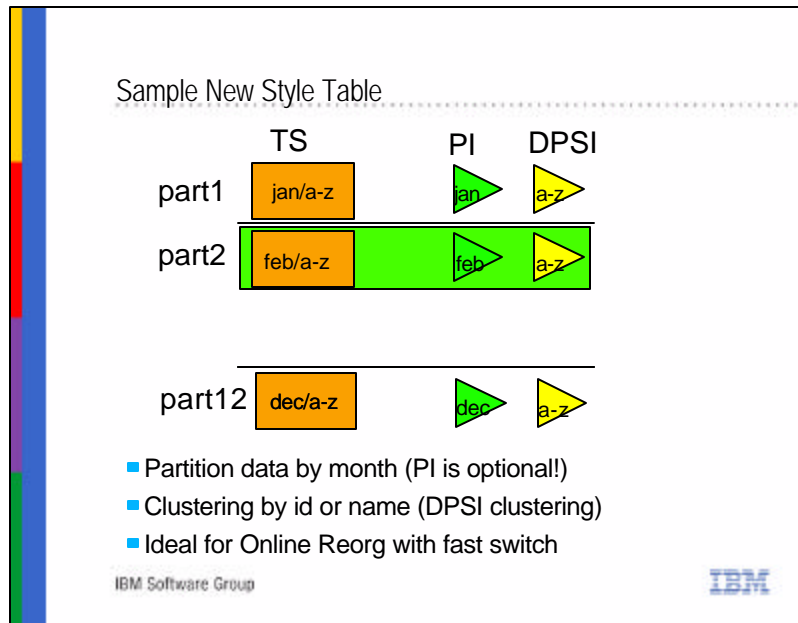 Sample New Style Table
TS PI DPSI
part1 jan/a-z jan a-z
part2 feb/a-z feb a-z
part12 dec/a-z dec a-z
Partition data by month (PI is optional!)
Clustering by id or name (DPSI clustering)
Ideal for Online Reorg with fast switch
IBM Software Group IBM